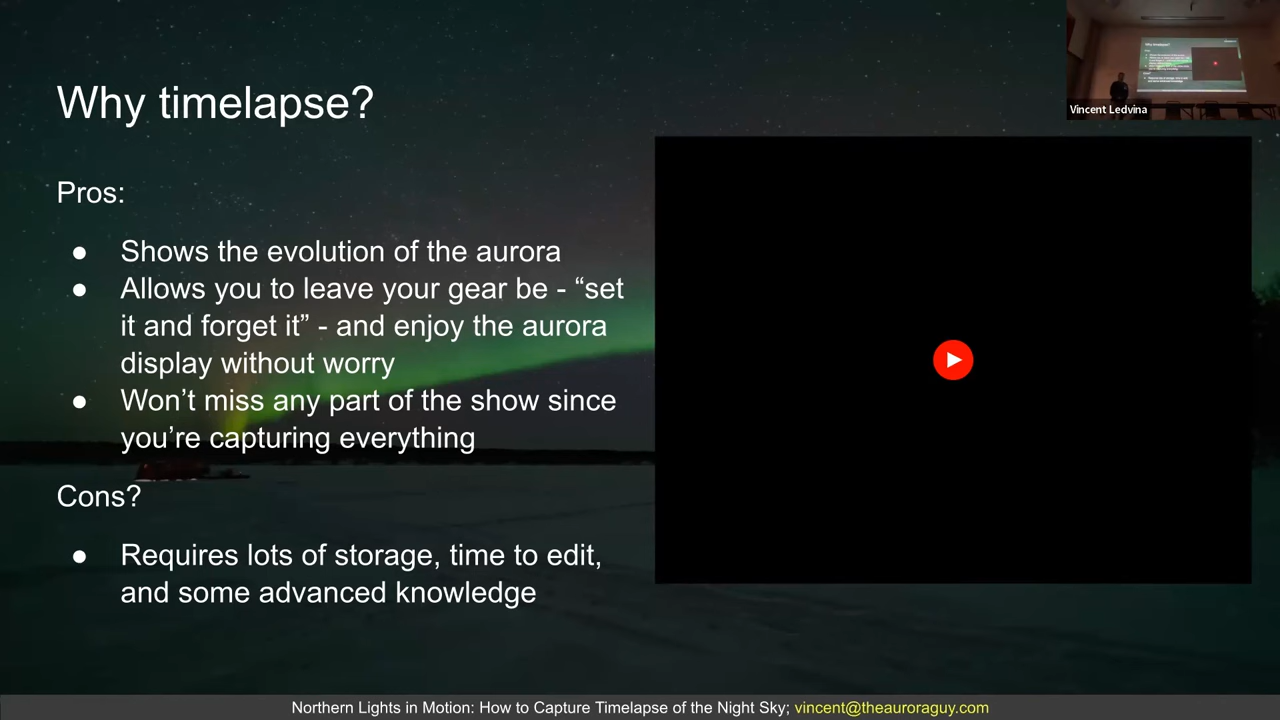 Why timelapse?
Vincent Ledvina
Pros:
● Shows the evolution of the aurora
● Allows you to leave your gear be - “set
it and forget it” - and enjoy the aurora
display without worry
● Won’t miss any part of the show since
you’re capturing everything
Cons?
● Requires lots of storage, time to edit,
and some advanced knowledge
Northern Lights in Motion: How to Capture Timelapse of the Night Sky; vincent@theauroraguy.com